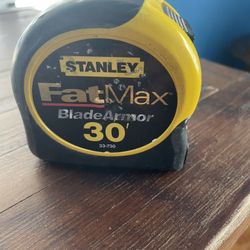 STANLEY
FatMax
BladeArmor
30'
33-730